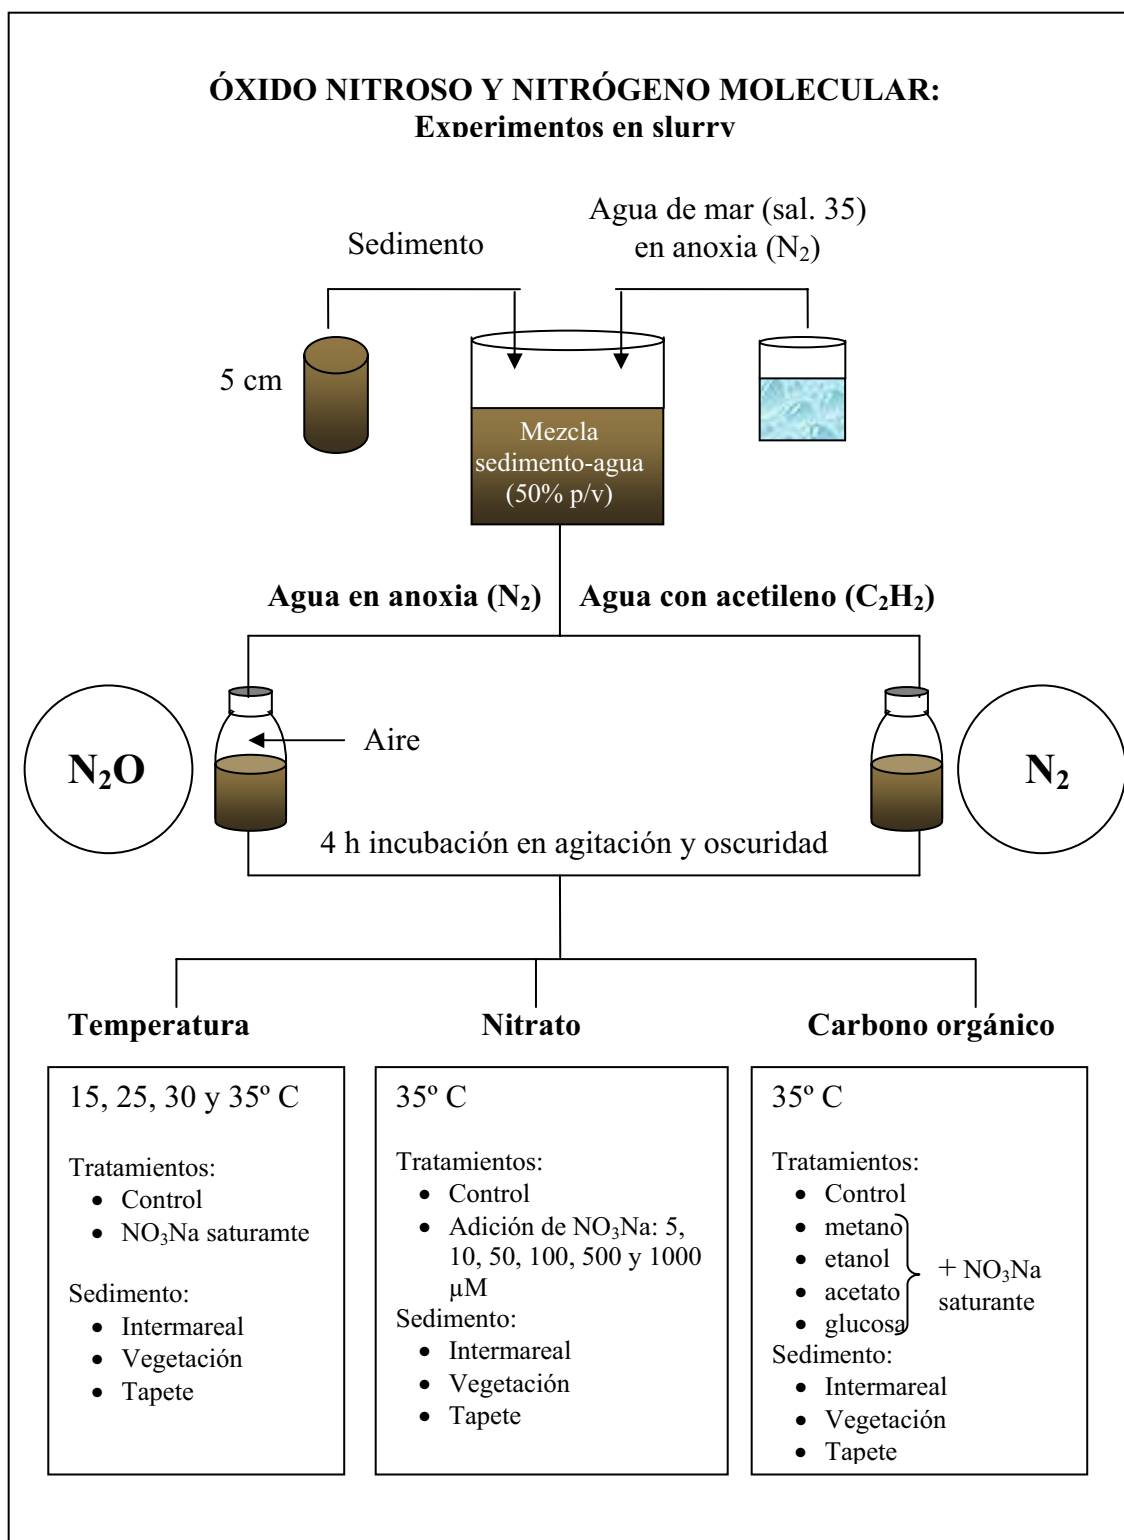 ÓXIDO NITROSO Y NITRÓGENO MOLECULAR:
Experimentos en slurry
Agua de mar (sal. 35)
en anoxia (N₂)
Sedimento
5 cm
Mezcla
sedimento-agua
(50% p/v)
Agua en anoxia (N₂)
Agua con acetileno (C₂H₂)
N₂O
Aire
N₂
4 h incubación en agitación y oscuridad
Temperatura
15, 25, 30 y 35º C
Tratamientos:
• Control
• NO₃Na saturamte
Sedimento:
• Intermareal
• Vegetación
• Tapete
Nitrato
35º C
Tratamientos:
• Control
• Adición de NO₃Na: 5,
10, 50, 100, 500 y 1000
µM
Sedimento:
• Intermareal
• Vegetación
• Tapete
Carbono orgánico
35º C
Tratamientos:
• Control
• metano
• etanol
• acetato
• glucosa
+ NO₃Na
saturante
Sedimento:
• Intermareal
• Vegetación
• Tapete